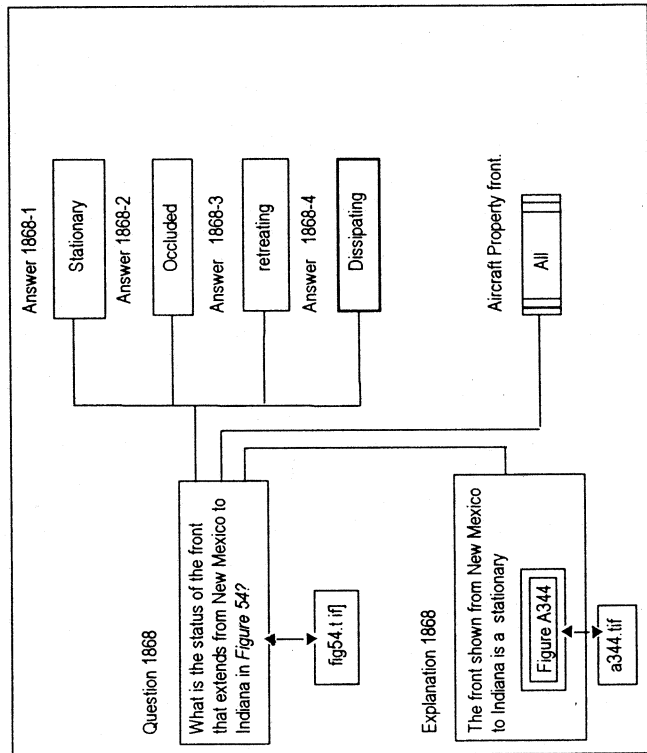 Question 1868
What is the status of the front
that extends from New Mexico to
Indiana in Figure 54?
fig54.t if]
Answer 1868-1
Stationary
Answer 1868-2
Occluded
Answer 1868-3
retreating
Answer 1868-4
Dissipating
Aircraft Property front.
All
Explanation 1868
The front shown from New Mexico
to Indiana is a stationary
Figure A344
a344.tif